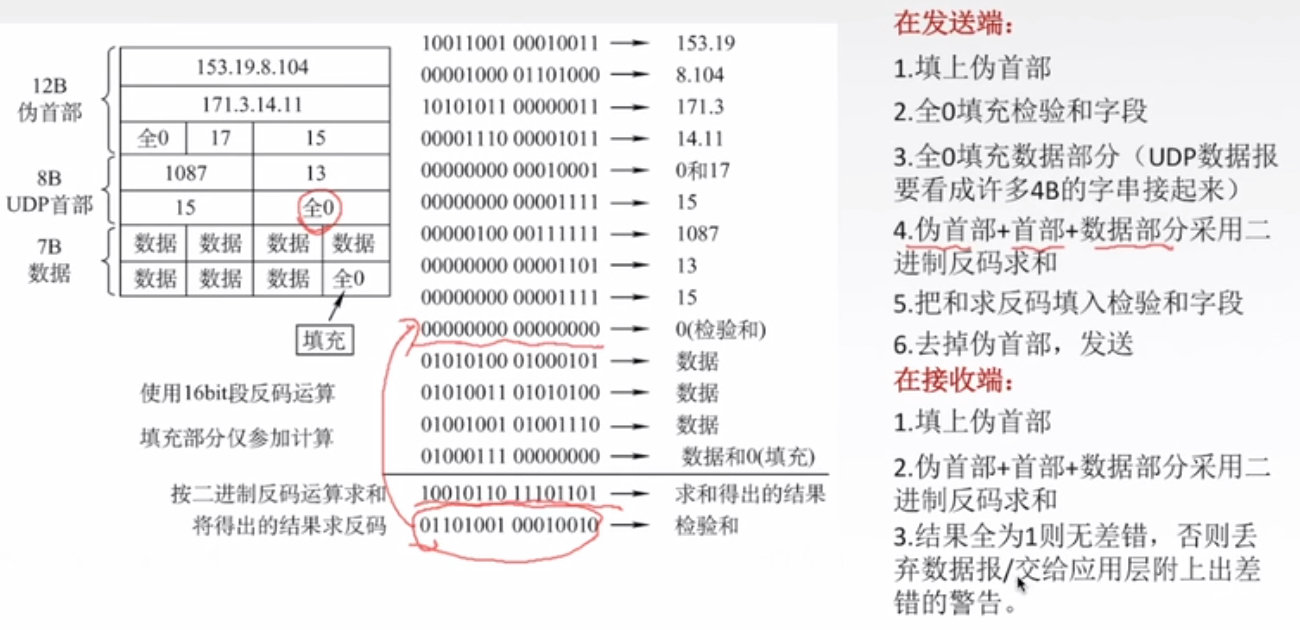 12B
伪首部
8B
UDP首部
7B
数据
153.19.8.104
171.3.14.11
全0 17 15
1087 13
15 全0
数据 数据 数据 数据
数据 数据 数据 全0
填充
使用16bit段反码运算
填充部分仅参加计算
10011001 00010011 → 153.19
00001000 01101000 → 8.104
10101011 00000011 → 171.3
00001110 00001011 → 14.11
00000000 00010001 → 0和17
00000000 00001111 → 15
00000100 00111111 → 1087
00000000 00001101 → 13
00000000 00001111 → 15
00000000 00000000 → 0(检验和)
01010100 01000101 → 数据
01010011 01010100 → 数据
01001001 01001110 → 数据
01000111 00000000 → 数据和0(填充)
按二进制反码运算求和 10010110 11101101 → 求和得出的结果
将得出的结果求反码 01101001 00010010 → 检验和
在发送端：
1.填上伪首部
2.全0填充检验和字段
3.全0填充数据部分（UDP数据报
要看成许多4B的字串接起来）
4.伪首部+首部+数据部分采用二
进制反码求和
5.把和求反码填入检验和字段
6.去掉伪首部，发送
在接收端：
1.填上伪首部
2.伪首部+首部+数据部分采用二
进制反码求和
3.结果全为1则无差错，否则丢
弃数据报/交给应用层附上出差
错的警告。